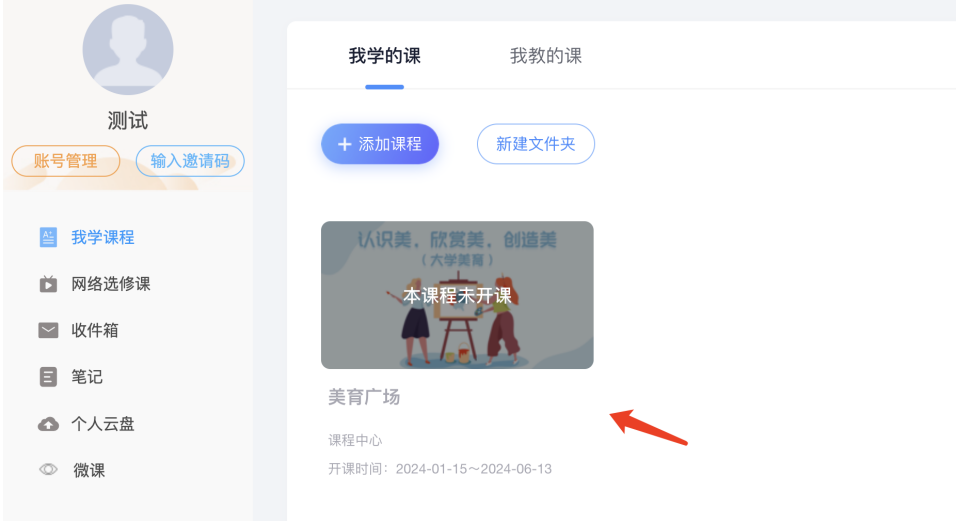 测试
账号管理
输入邀请码
我学课程
网络选修课
收件箱
笔记
个人云盘
微课
我学的课
我教的课
+ 添加课程
新建文件夹
认识美，欣赏美，创造美
（大学美育）
本课程未开课
美育广场
课程中心
开课时间：2024-01-15～2024-06-13